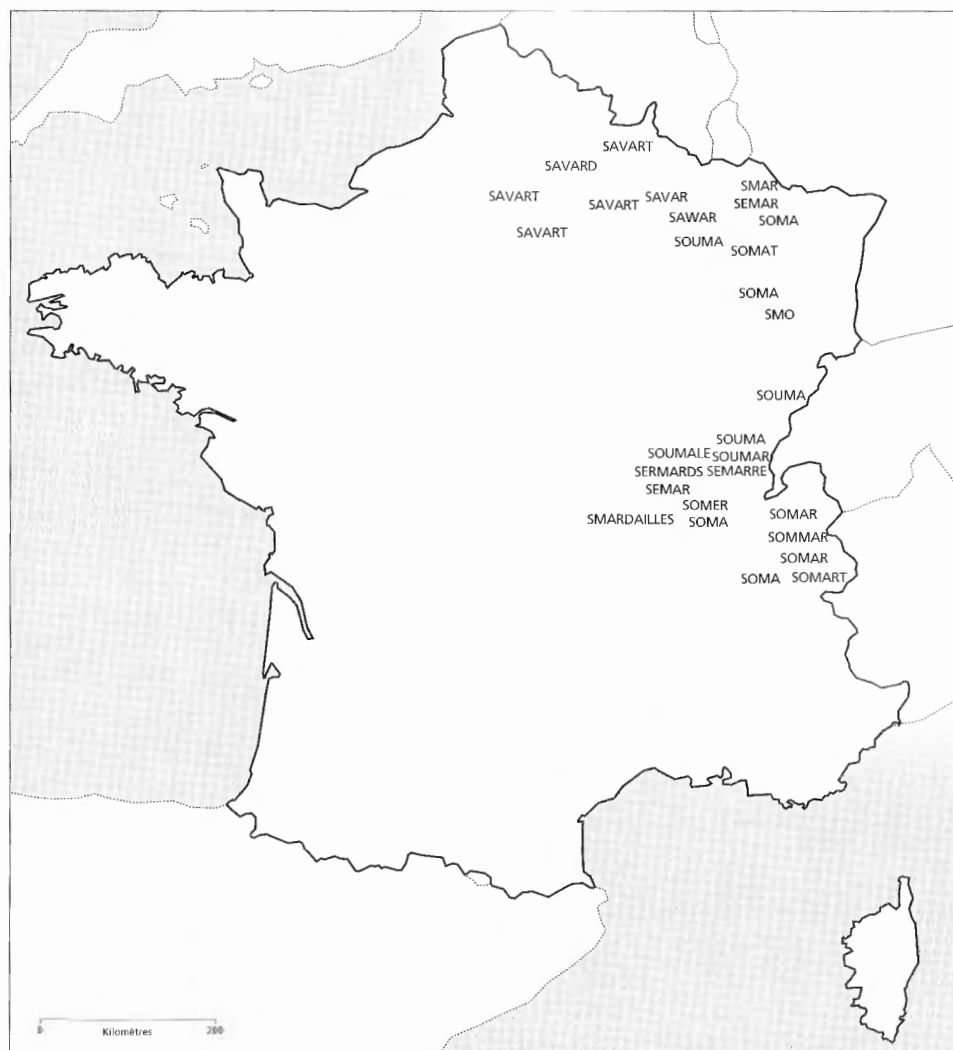 SAVART
SAVARD
SMAR
SAVART
SAVAR
SEMAR
SAVART
SAWAR
SOMA
SAVART
SOUMA
SOMAT
SOMA
SMO
SOUMA
SOUMA
SOUMALE
SOUMAR
SERMARDS
SEMARRE
SEMAR
SOMER
SOMAR
SMARDAILLES
SOMA
SOMMAR
SOMAR
SOMA
SOMART
0 200
Kilomètres